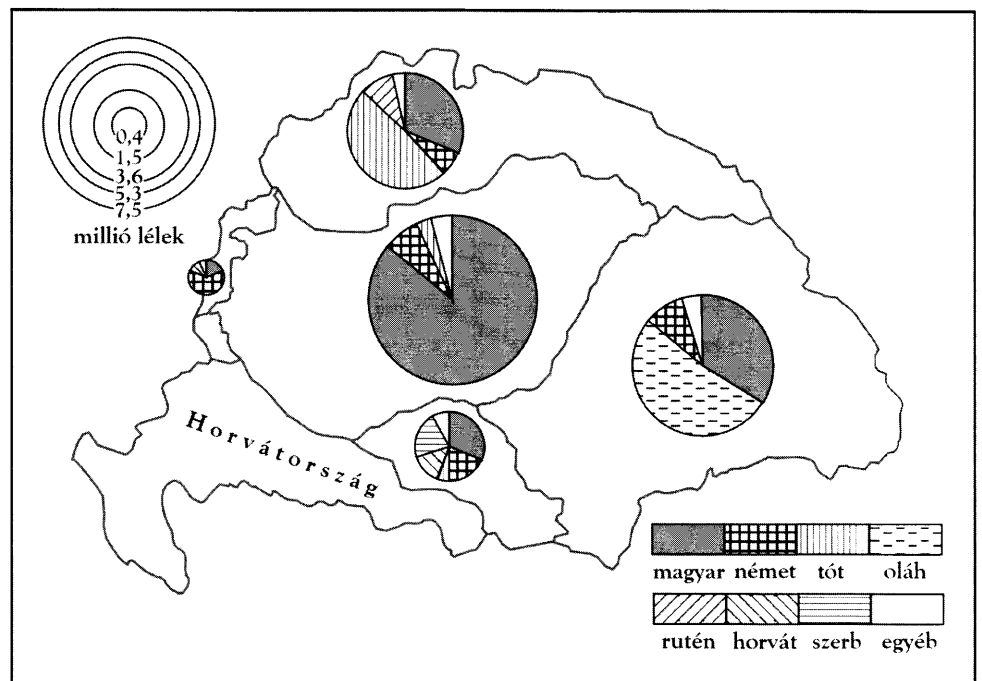 0,4
1,5
3,6
5,3
7,5
millió lélek
Horvátország
magyar német tót oláh
rutén horvát szerb egyéb